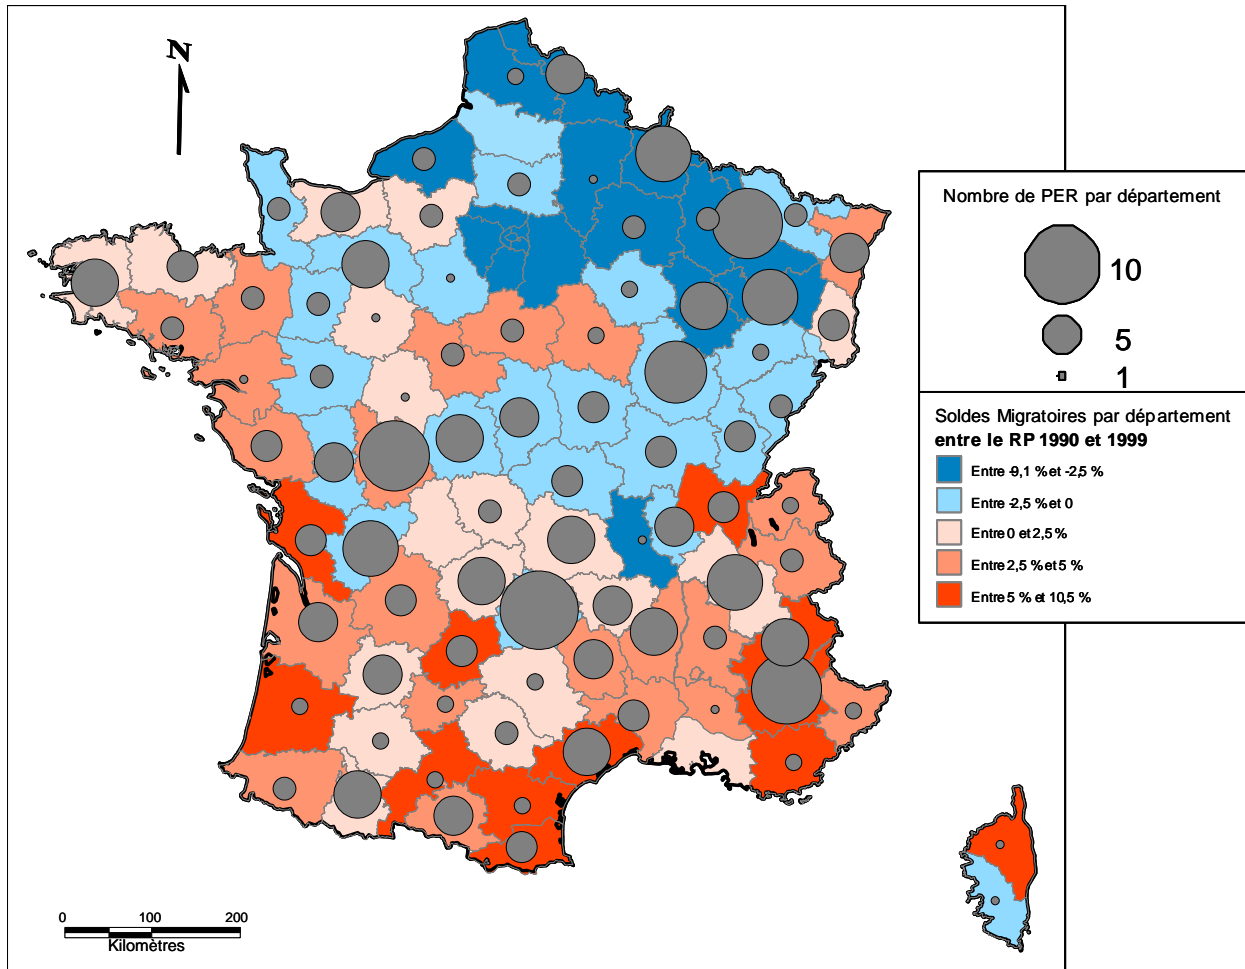 N
Nombre de PER par département
10
5
1
Soldes Migratoires par département
entre le RP 1990 et 1999
Entre -9,1 % et -2,5 %
Entre -2,5 % et 0
Entre 0 et 2,5 %
Entre 2,5 % et 5 %
Entre 5 % et 10,5 %
0 100 200
Kilomètres